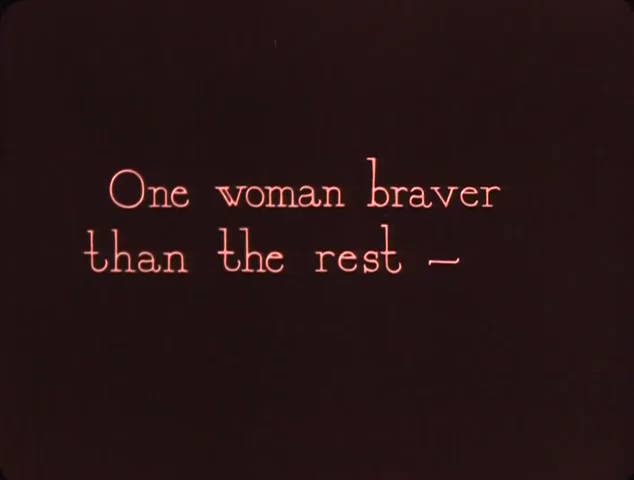 One woman braver
than the rest —